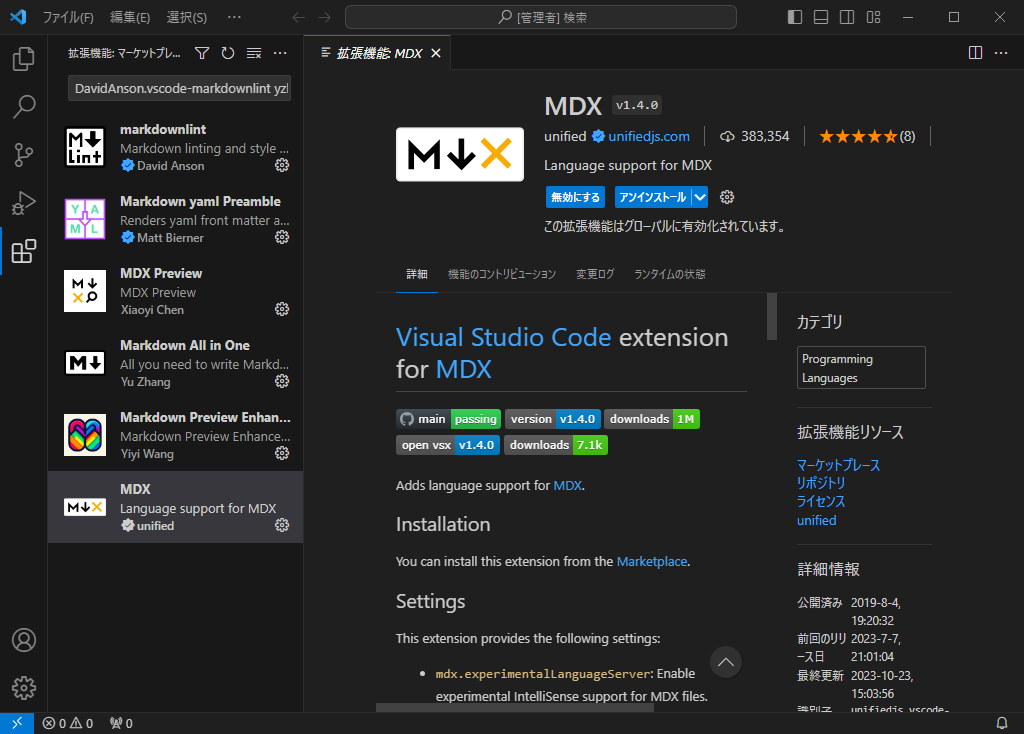 ファイル(F) 編集(E) 選択(S) ··· [管理者] 検索
拡張機能: マーケットプレ...
DavidAnson.vscode-markdownlint yz
markdownlint
Markdown linting and style ...
David Anson
Markdown yaml Preamble
Renders yaml front matter a...
Matt Bierner
MDX Preview
MDX Preview
Xiaoyi Chen
Markdown All in One
All you need to write Markd...
Yu Zhang
Markdown Preview Enhan...
Markdown Preview Enhance...
Yiyi Wang
MDX
Language support for MDX
unified
拡張機能: MDX
MDX v1.4.0
unified unifiedjs.com 383,354 (8)
Language support for MDX
無効にする アンインストール
この拡張機能はグローバルに有効化されています。
詳細 機能のコントリビューション 変更ログ ランタイムの状態
Visual Studio Code extension
for MDX
main passing version v1.4.0 downloads 1M
open vsx v1.4.0 downloads 7.1k
Adds language support for MDX.
Installation
You can install this extension from the Marketplace.
Settings
This extension provides the following settings:
• mdx.experimentalLanguageServer: Enable
experimental IntelliSense support for MDX files.
カテゴリ
Programming
Languages
拡張機能リソース
マーケットプレース
リポジトリ
ライセンス
unified
詳細情報
公開済み 2019-8-4,
19:20:32
前回のリリ 2023-7-7,
ース日 21:01:04
最終更新 2023-10-23,
15:03:56
識別子 unifiedjs.vscode-
0 0 0